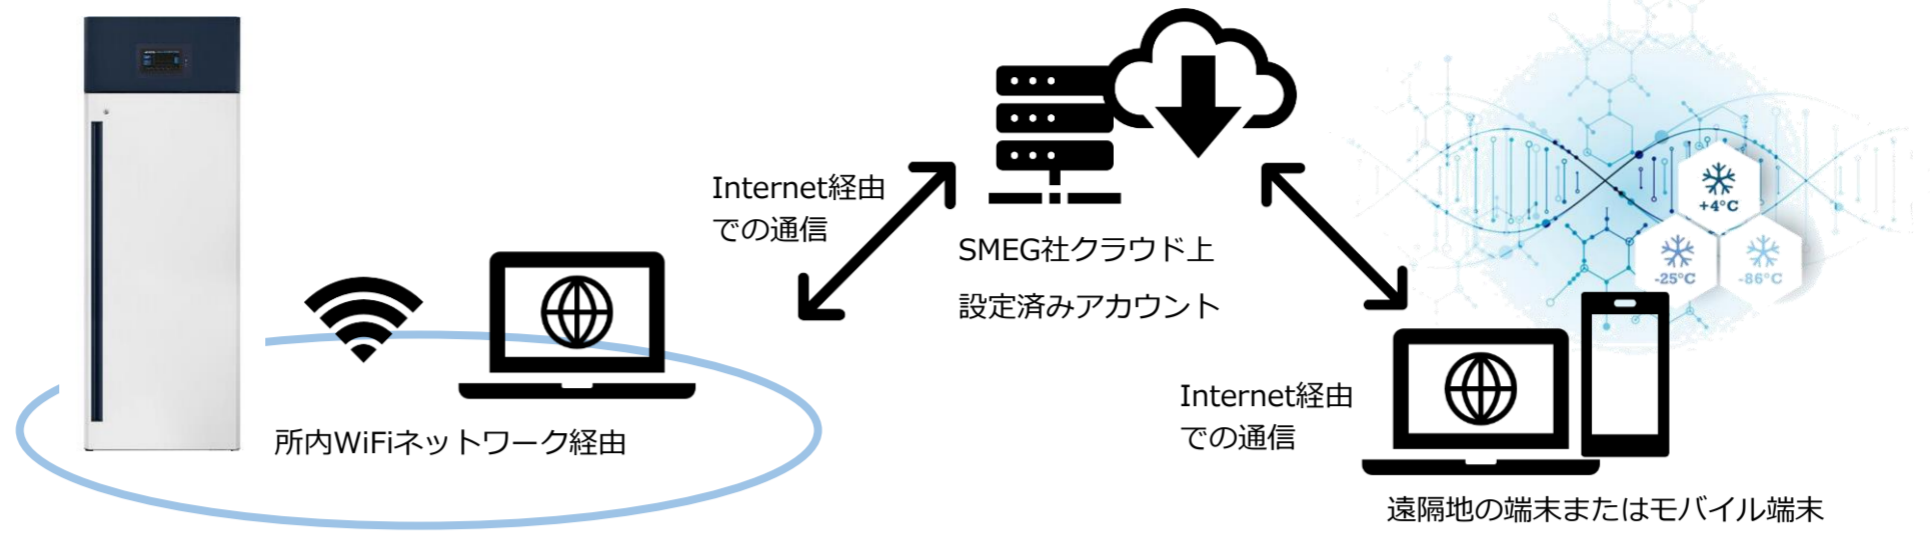 Internet経由
での通信
SMEG社クラウド上
設定済みアカウント
+4°C
-25°C
-86°C
所内WiFiネットワーク経由
Internet経由
での通信
遠隔地の端末またはモバイル端末